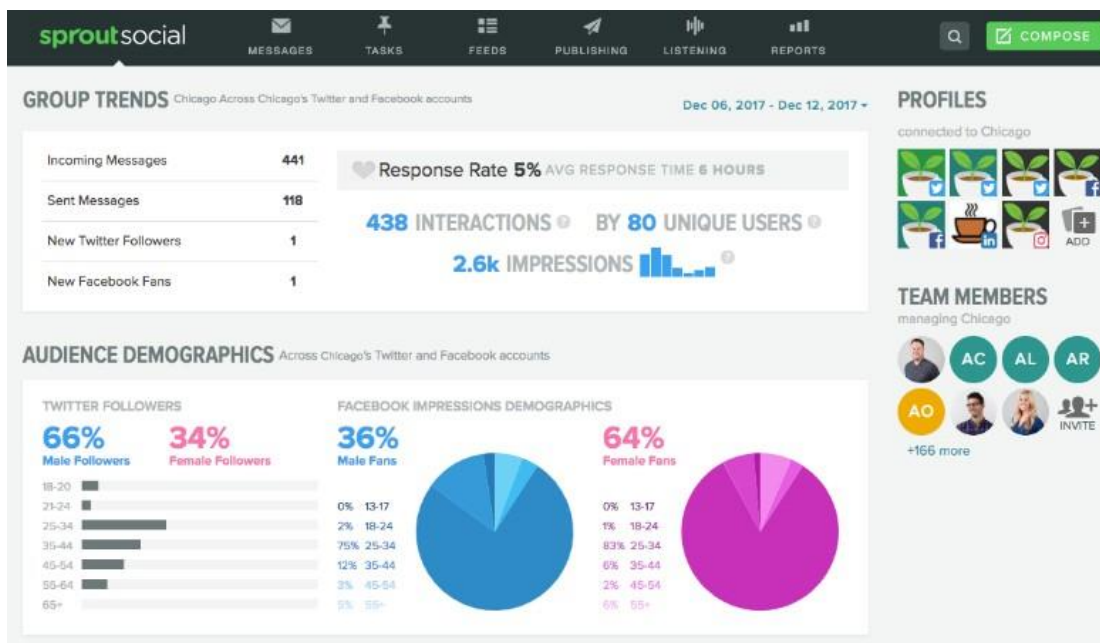 sproutsocial
MESSAGES
TASKS
FEEDS
PUBLISHING
LISTENING
REPORTS
COMPOSE
GROUP TRENDS Chicago Across Chicago's Twitter and Facebook accounts
Dec 06, 2017 - Dec 12, 2017
Incoming Messages 441
Sent Messages 118
New Twitter Followers 1
New Facebook Fans 1
Response Rate 5% AVG RESPONSE TIME 6 HOURS
438 INTERACTIONS ? BY 80 UNIQUE USERS ?
2.6k IMPRESSIONS ?
PROFILES
connected to Chicago
ADD
TEAM MEMBERS
managing Chicago
AC
AL
AR
AO
INVITE
+166 more
AUDIENCE DEMOGRAPHICS Across Chicago's Twitter and Facebook accounts
TWITTER FOLLOWERS
66% 34%
Male Followers Female Followers
18-20
21-24
25-34
35-44
45-54
55-64
65+
FACEBOOK IMPRESSIONS DEMOGRAPHICS
36%
Male Fans
0% 13-17
2% 18-24
75% 25-34
12% 35-44
3% 45-54
5% 55+
64%
Female Fans
0% 13-17
1% 18-24
83% 25-34
6% 35-44
2% 45-54
6% 55+